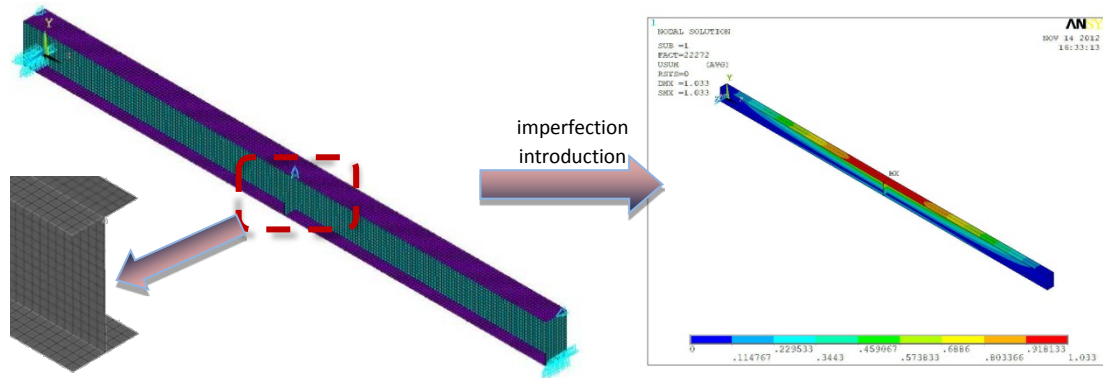 Y
imperfection
introduction
1
NODAL SOLUTION
SUB =1
FACT=22272
USUM (AVG)
RSYS=0
DMX =1.033
SMX =1.033
ANSY
NOV 14 2012
16:33:13
Y
MX
0 .229533 .459067 .6886 .918133
.114767 .3443 .573833 .803366 1.033